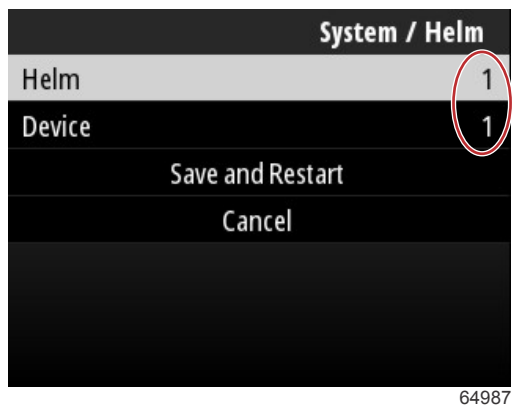 System / Helm
Helm 1
Device 1
Save and Restart
Cancel
64987